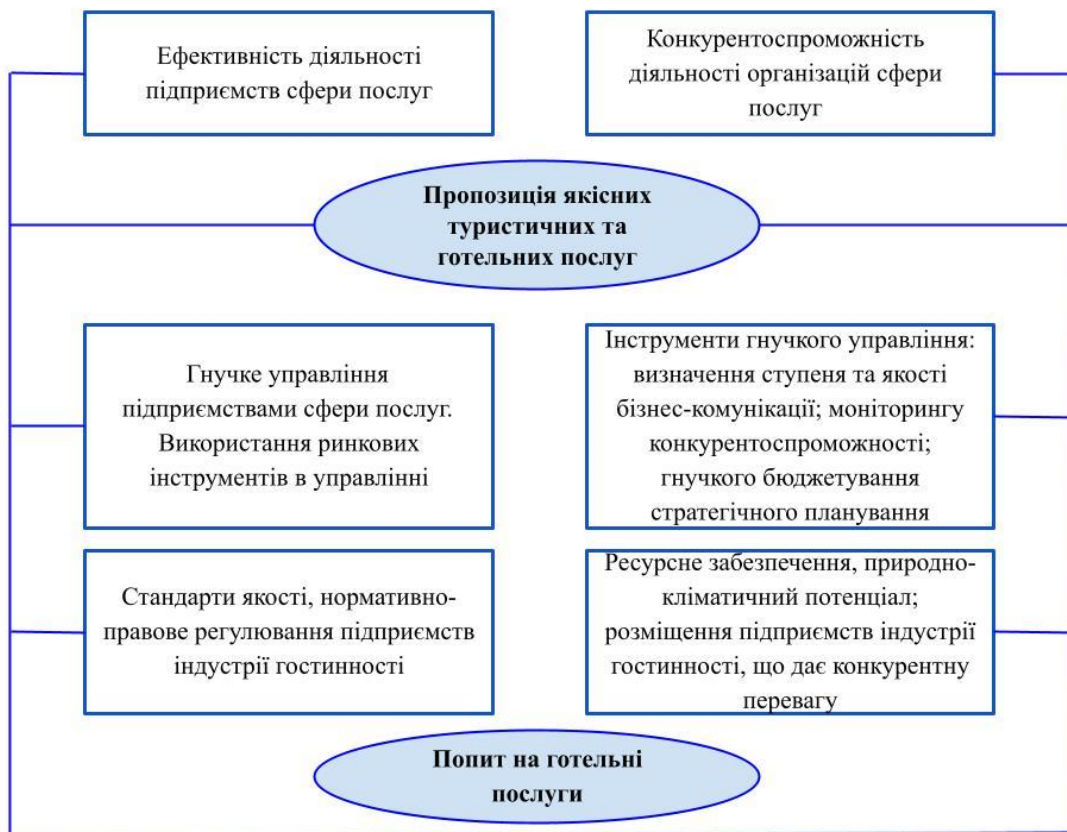 Ефективність діяльності
підприємств сфери послуг
Конкурентоспроможність
діяльності організацій сфери
послуг
Пропозиція якісних
туристичних та
готельних послуг
Гнучке управління
підприємствами сфери послуг.
Використання ринкових
інструментів в управлінні
Інструменти гнучкого управління:
визначення ступеня та якості
бізнес-комунікації; моніторингу
конкурентоспроможності;
гнучкого бюджетування
стратегічного планування
Стандарти якості, нормативно-
правове регулювання підприємств
індустрії гостинності
Ресурсне забезпечення, природно-
кліматичний потенціал;
розміщення підприємств індустрії
гостинності, що дає конкурентну
перевагу
Попит на готельні
послуги